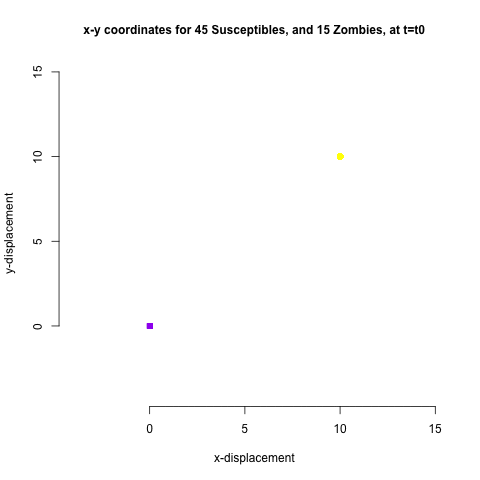 x-y coordinates for 45 Susceptibles, and 15 Zombies, at t=t0
15
10
5
0
y-displacement
0 5 10 15
x-displacement